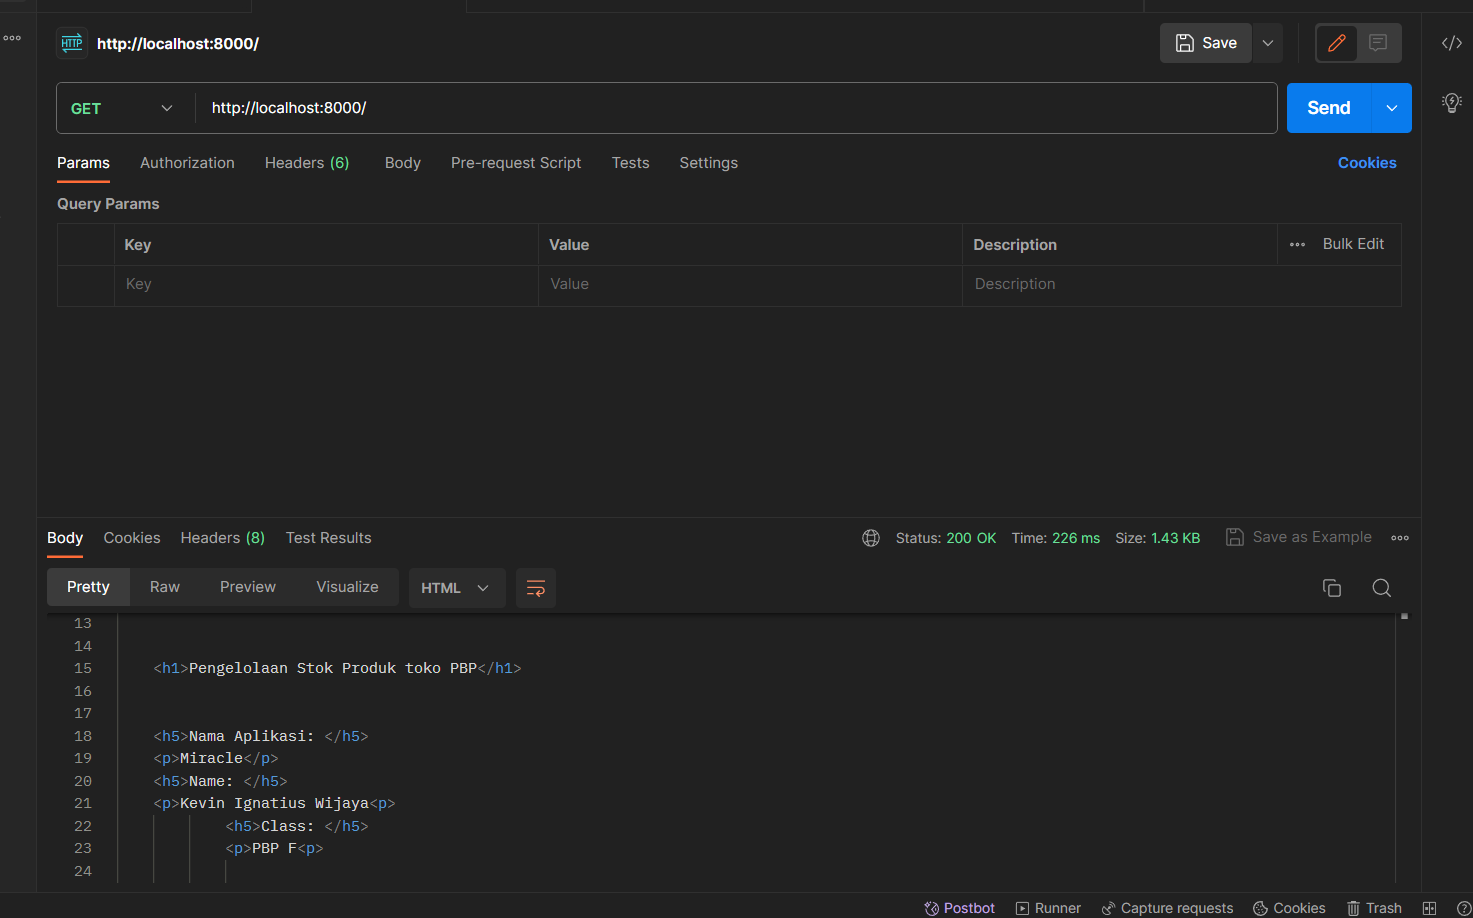 HTTP http://localhost:8000/ Save
GET http://localhost:8000/ Send
Params Authorization Headers (6) Body Pre-request Script Tests Settings Cookies
Query Params
Key Value Description Bulk Edit
Key Value Description
Body Cookies Headers (8) Test Results Status: 200 OK Time: 226 ms Size: 1.43 KB Save as Example
Pretty Raw Preview Visualize HTML
13
14
15 <h1>Pengelolaan Stok Produk toko PBP</h1>
16
17
18 <h5>Nama Aplikasi: </h5>
19 <p>Miracle</p>
20 <h5>Name: </h5>
21 <p>Kevin Ignatius Wijaya<p>
22 <h5>Class: </h5>
23 <p>PBP F<p>
24
Postbot Runner Capture requests Cookies Trash